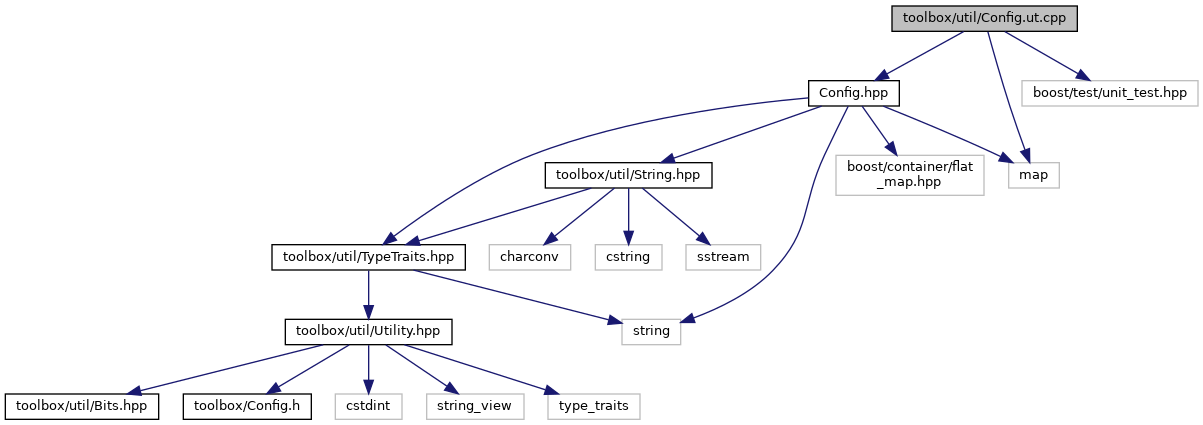 toolbox/util/Config.ut.cpp
Config.hpp
boost/test/unit_test.hpp
toolbox/util/String.hpp
boost/container/flat
_map.hpp
map
toolbox/util/TypeTraits.hpp
charconv
cstring
sstream
toolbox/util/Utility.hpp
string
toolbox/util/Bits.hpp
toolbox/Config.h
cstdint
string_view
type_traits